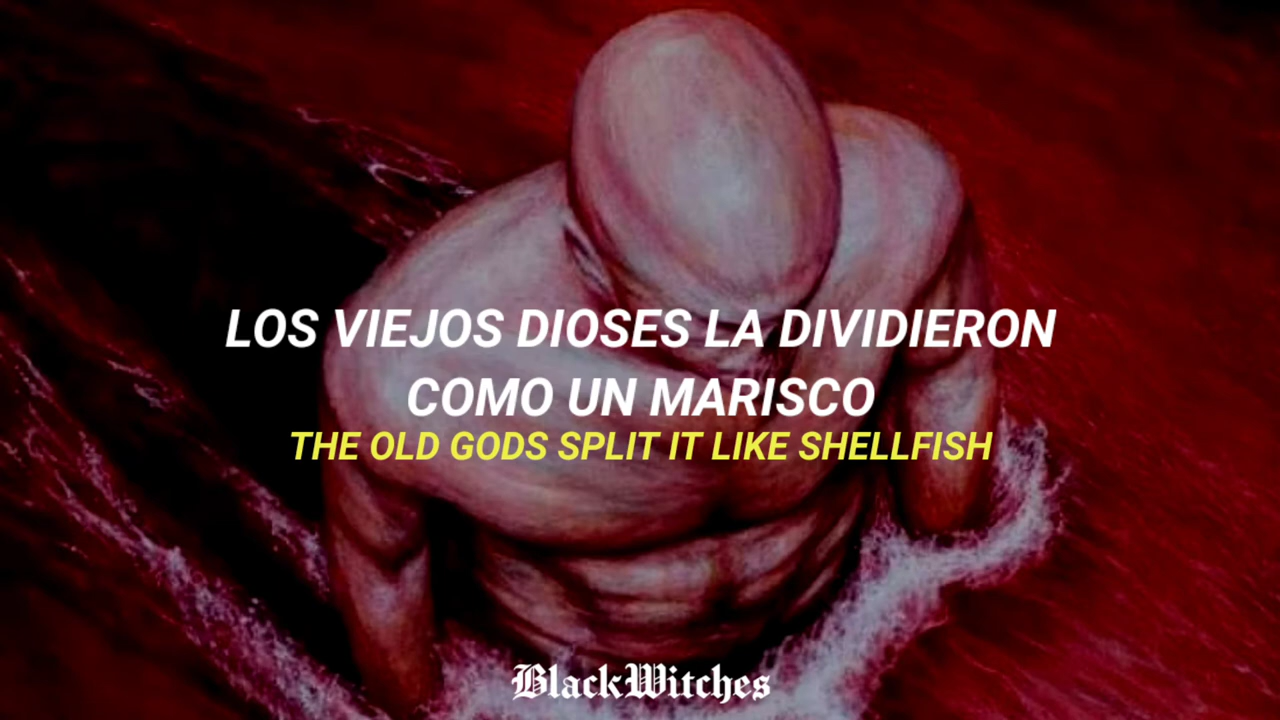 LOS VIEJOS DIOSES LA DIVIDIERON
COMO UN MARISCO
THE OLD GODS SPLIT IT LIKE SHELLFISH
BlackWitches